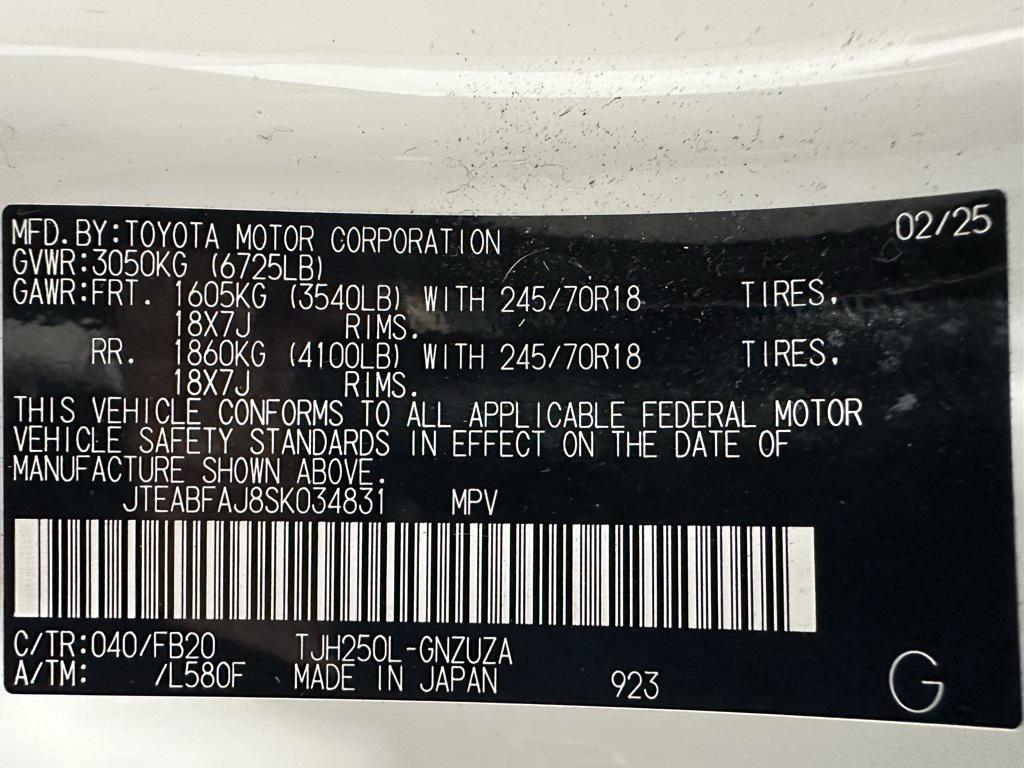 MFD.BY:TOYOTA MOTOR CORPORATION 02/25
GVWR:3050KG (6725LB)
GAWR:FRT. 1605KG (3540LB) WITH 245/70R18 TIRES,
18X7J RIMS.
RR. 1860KG (4100LB) WITH 245/70R18 TIRES,
18X7J RIMS.
THIS VEHICLE CONFORMS TO ALL APPLICABLE FEDERAL MOTOR
VEHICLE SAFETY STANDARDS IN EFFECT ON THE DATE OF
MANUFACTURE SHOWN ABOVE.
JTEABFAJ8SK034831 MPV
C/TR:040/FB20 TJH250L-GNZUZA
A/TM: /L580F MADE IN JAPAN 923 G